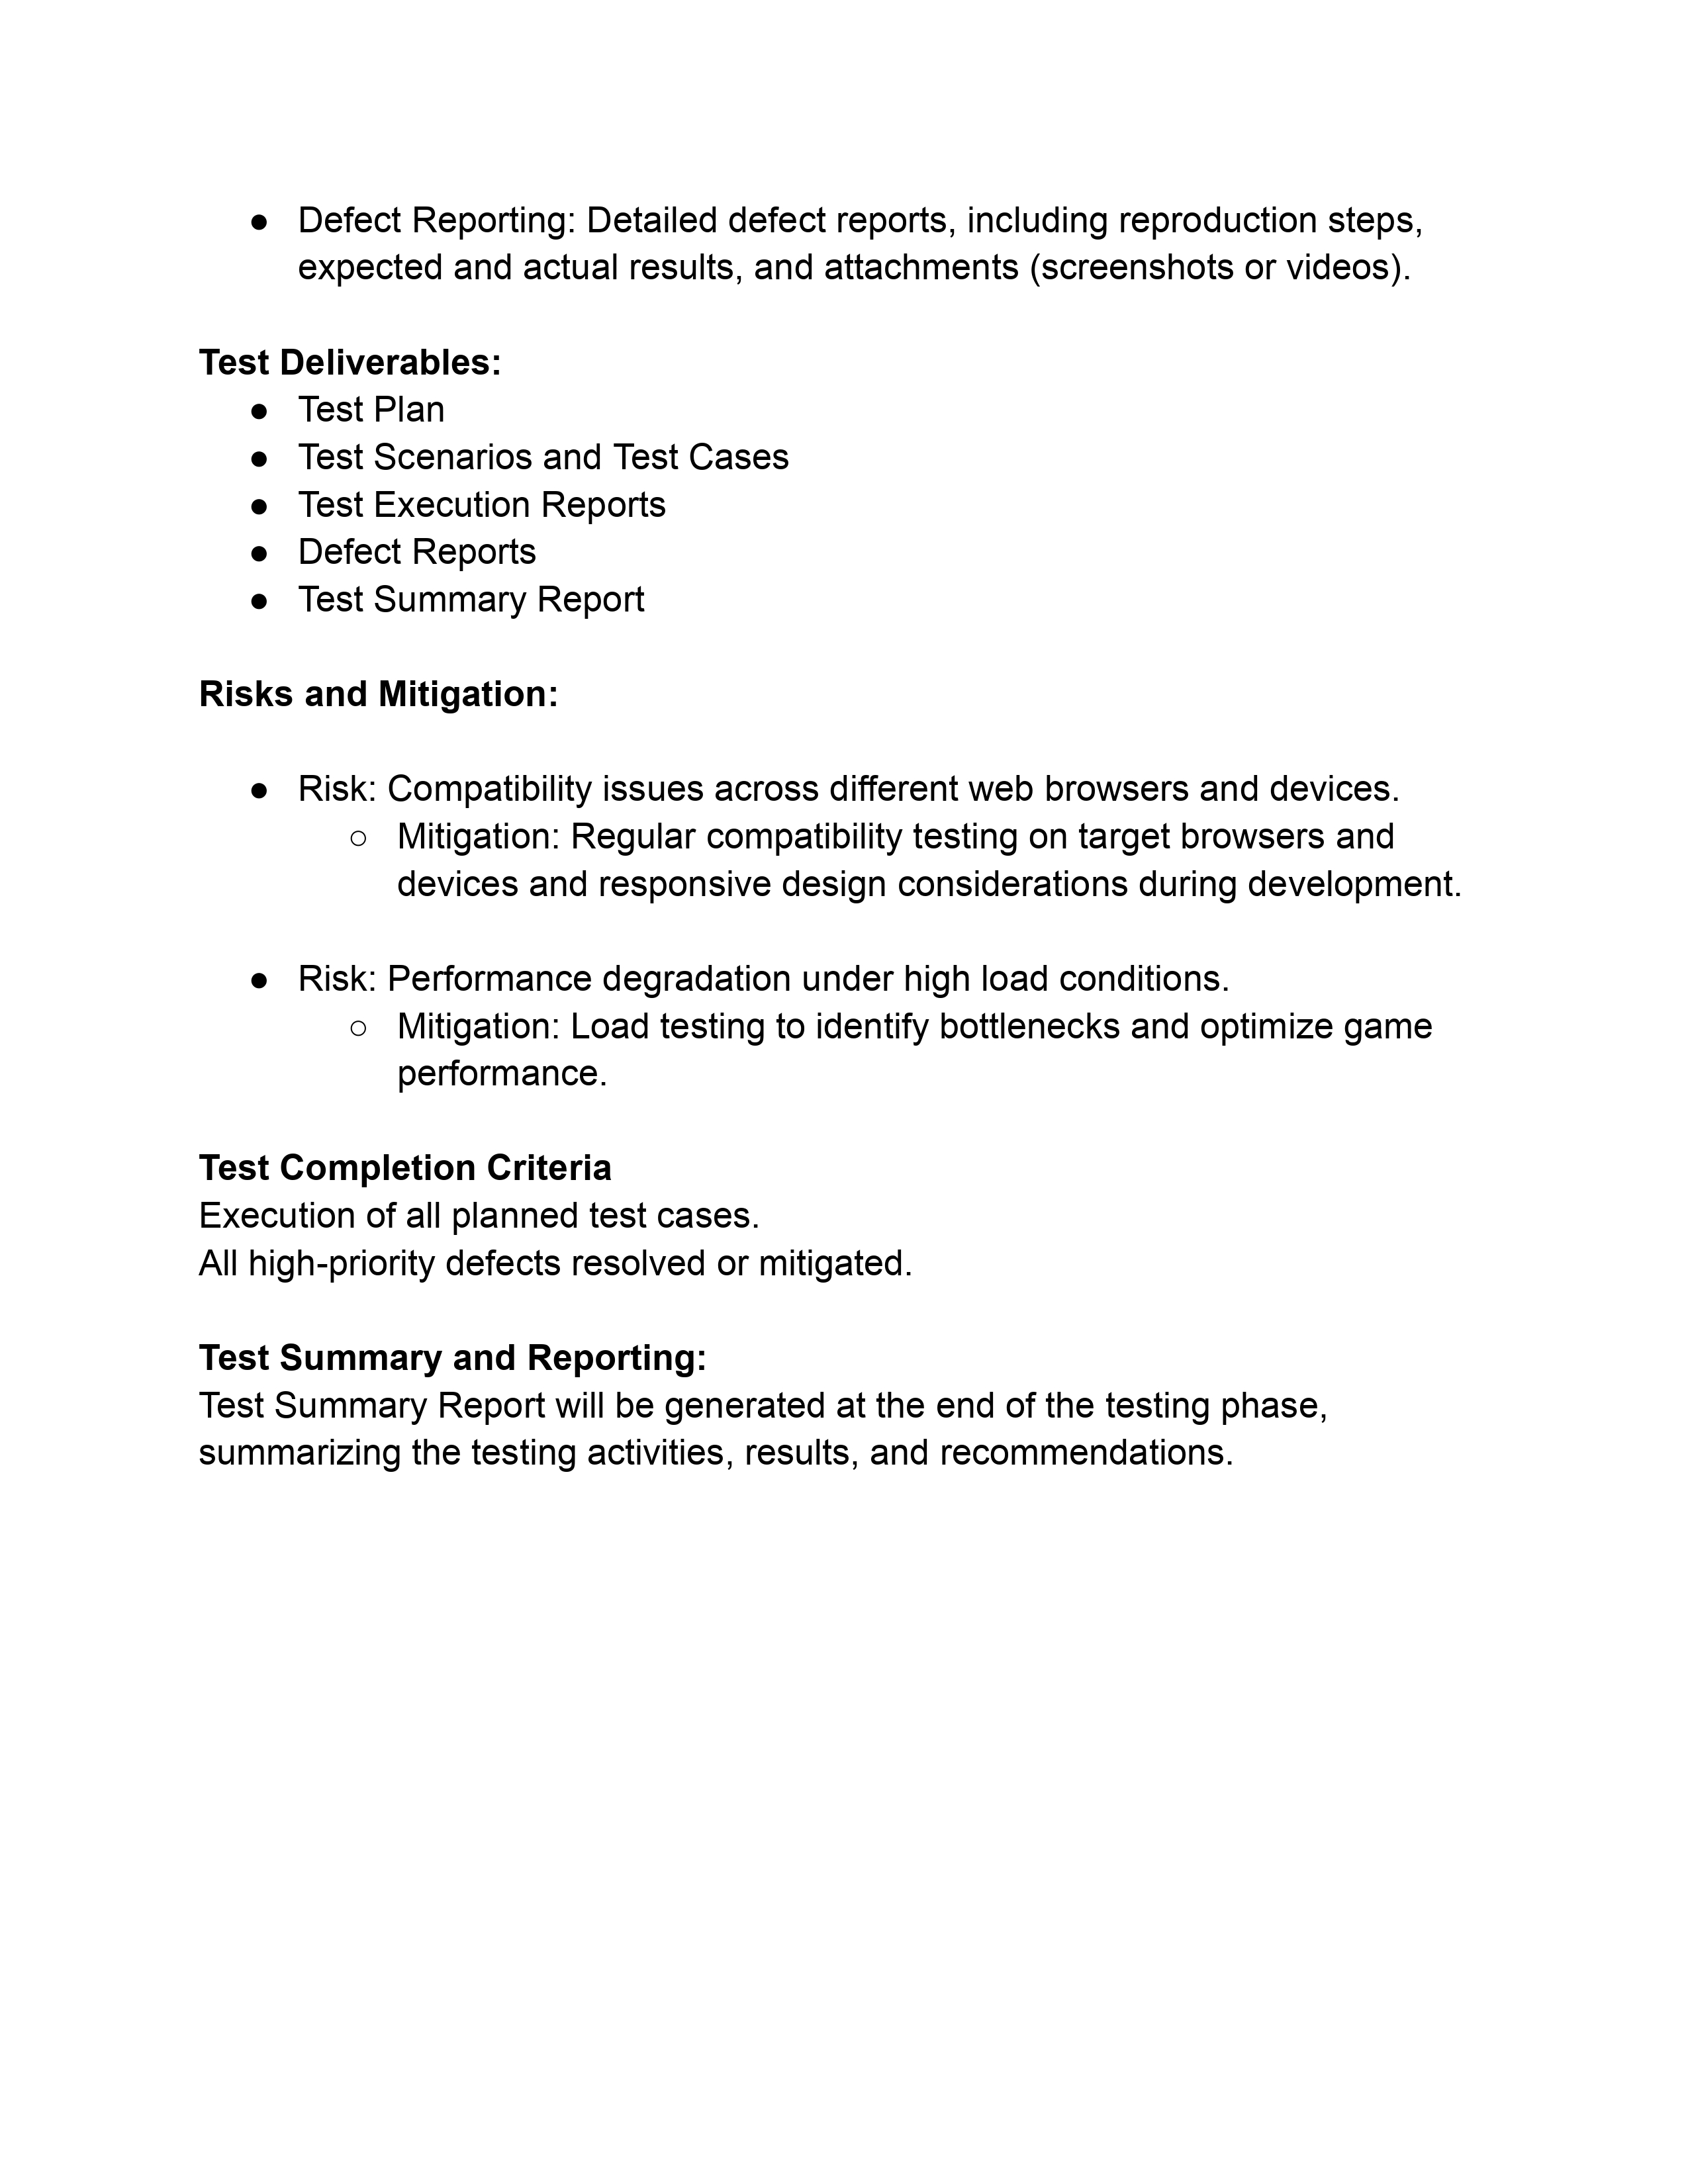 ● Defect Reporting: Detailed defect reports, including reproduction steps,
expected and actual results, and attachments (screenshots or videos).
Test Deliverables:
● Test Plan
● Test Scenarios and Test Cases
● Test Execution Reports
● Defect Reports
● Test Summary Report
Risks and Mitigation:
● Risk: Compatibility issues across different web browsers and devices.
○ Mitigation: Regular compatibility testing on target browsers and
devices and responsive design considerations during development.
● Risk: Performance degradation under high load conditions.
○ Mitigation: Load testing to identify bottlenecks and optimize game
performance.
Test Completion Criteria
Execution of all planned test cases.
All high-priority defects resolved or mitigated.
Test Summary and Reporting:
Test Summary Report will be generated at the end of the testing phase,
summarizing the testing activities, results, and recommendations.